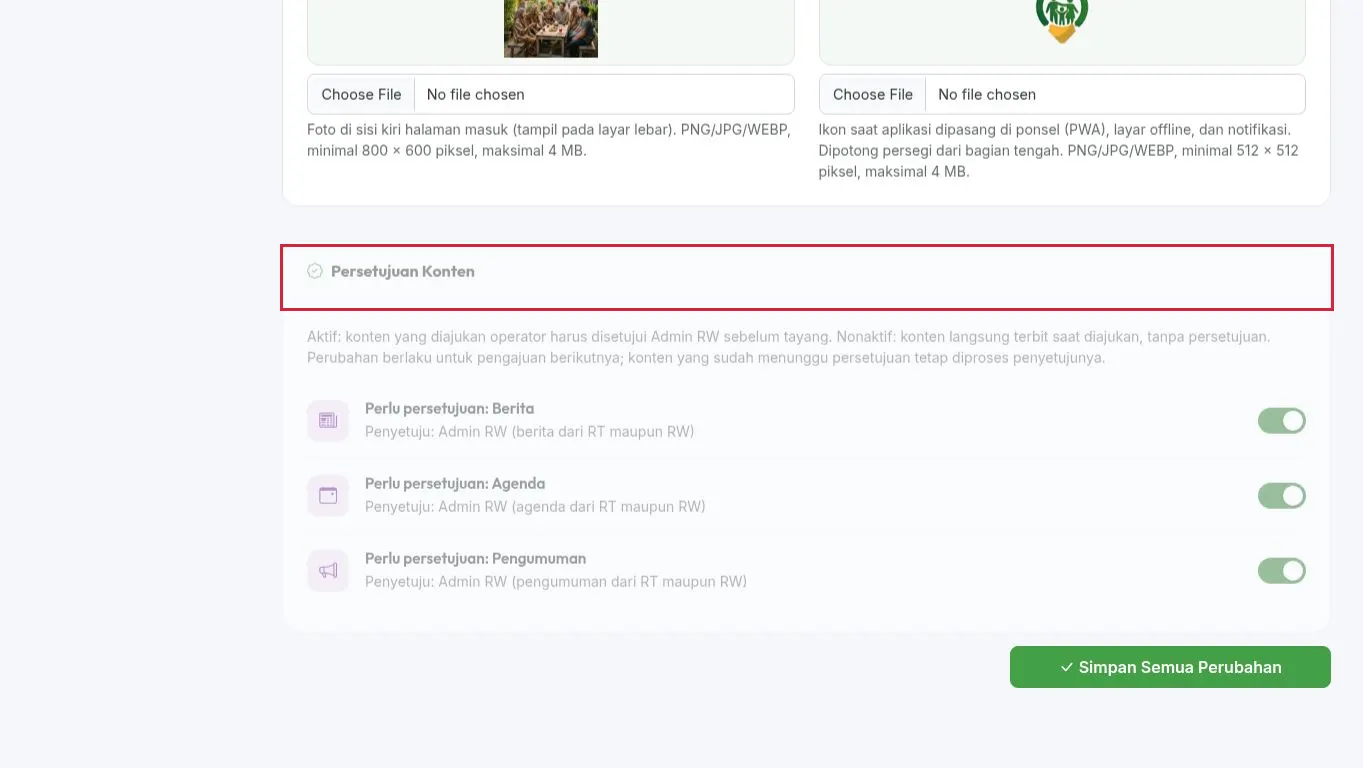 Choose File No file chosen
Foto di sisi kiri halaman masuk (tampil pada layar lebar). PNG/JPG/WEBP,
minimal 800 × 600 piksel, maksimal 4 MB.
Choose File No file chosen
Ikon saat aplikasi dipasang di ponsel (PWA), layar offline, dan notifikasi.
Dipotong persegi dari bagian tengah. PNG/JPG/WEBP, minimal 512 × 512
piksel, maksimal 4 MB.
Persetujuan Konten
Aktif: konten yang diajukan operator harus disetujui Admin RW sebelum tayang. Nonaktif: konten langsung terbit saat diajukan, tanpa persetujuan.
Perubahan berlaku untuk pengajuan berikutnya; konten yang sudah menunggu persetujuan tetap diproses penyetujunya.
Perlu persetujuan: Berita
Penyetuju: Admin RW (berita dari RT maupun RW)
Perlu persetujuan: Agenda
Penyetuju: Admin RW (agenda dari RT maupun RW)
Perlu persetujuan: Pengumuman
Penyetuju: Admin RW (pengumuman dari RT maupun RW)
Simpan Semua Perubahan